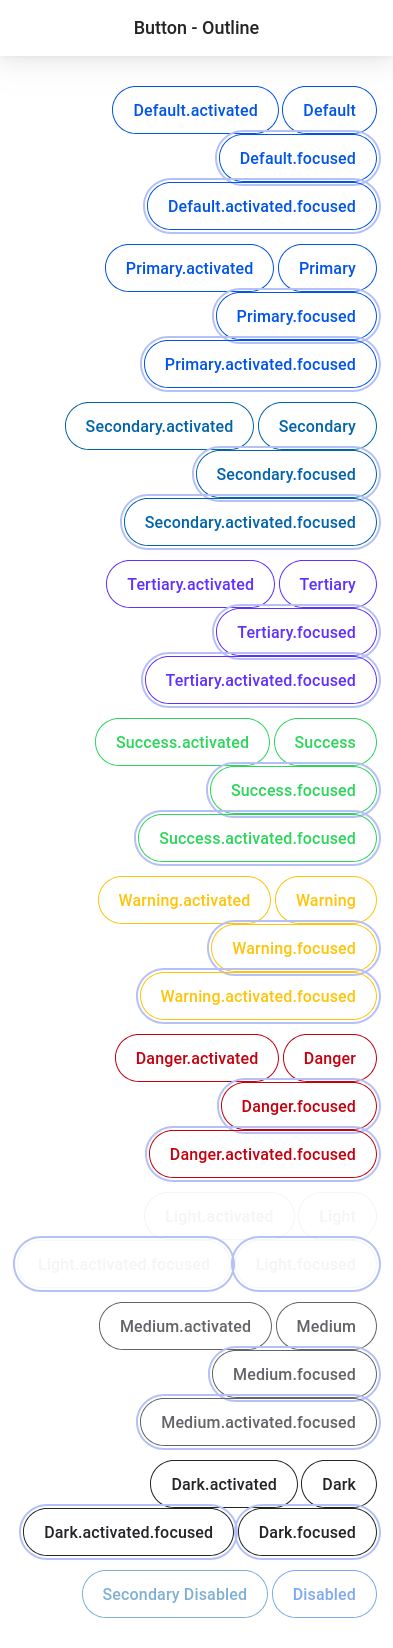 Button - Outline
Default.activated Default
Default.focused
Default.activated.focused
Primary.activated Primary
Primary.focused
Primary.activated.focused
Secondary.activated Secondary
Secondary.focused
Secondary.activated.focused
Tertiary.activated Tertiary
Tertiary.focused
Tertiary.activated.focused
Success.activated Success
Success.focused
Success.activated.focused
Warning.activated Warning
Warning.focused
Warning.activated.focused
Danger.activated Danger
Danger.focused
Danger.activated.focused
Light.activated Light
Light.activated.focused Light.focused
Medium.activated Medium
Medium.focused
Medium.activated.focused
Dark.activated Dark
Dark.activated.focused Dark.focused
Secondary Disabled Disabled